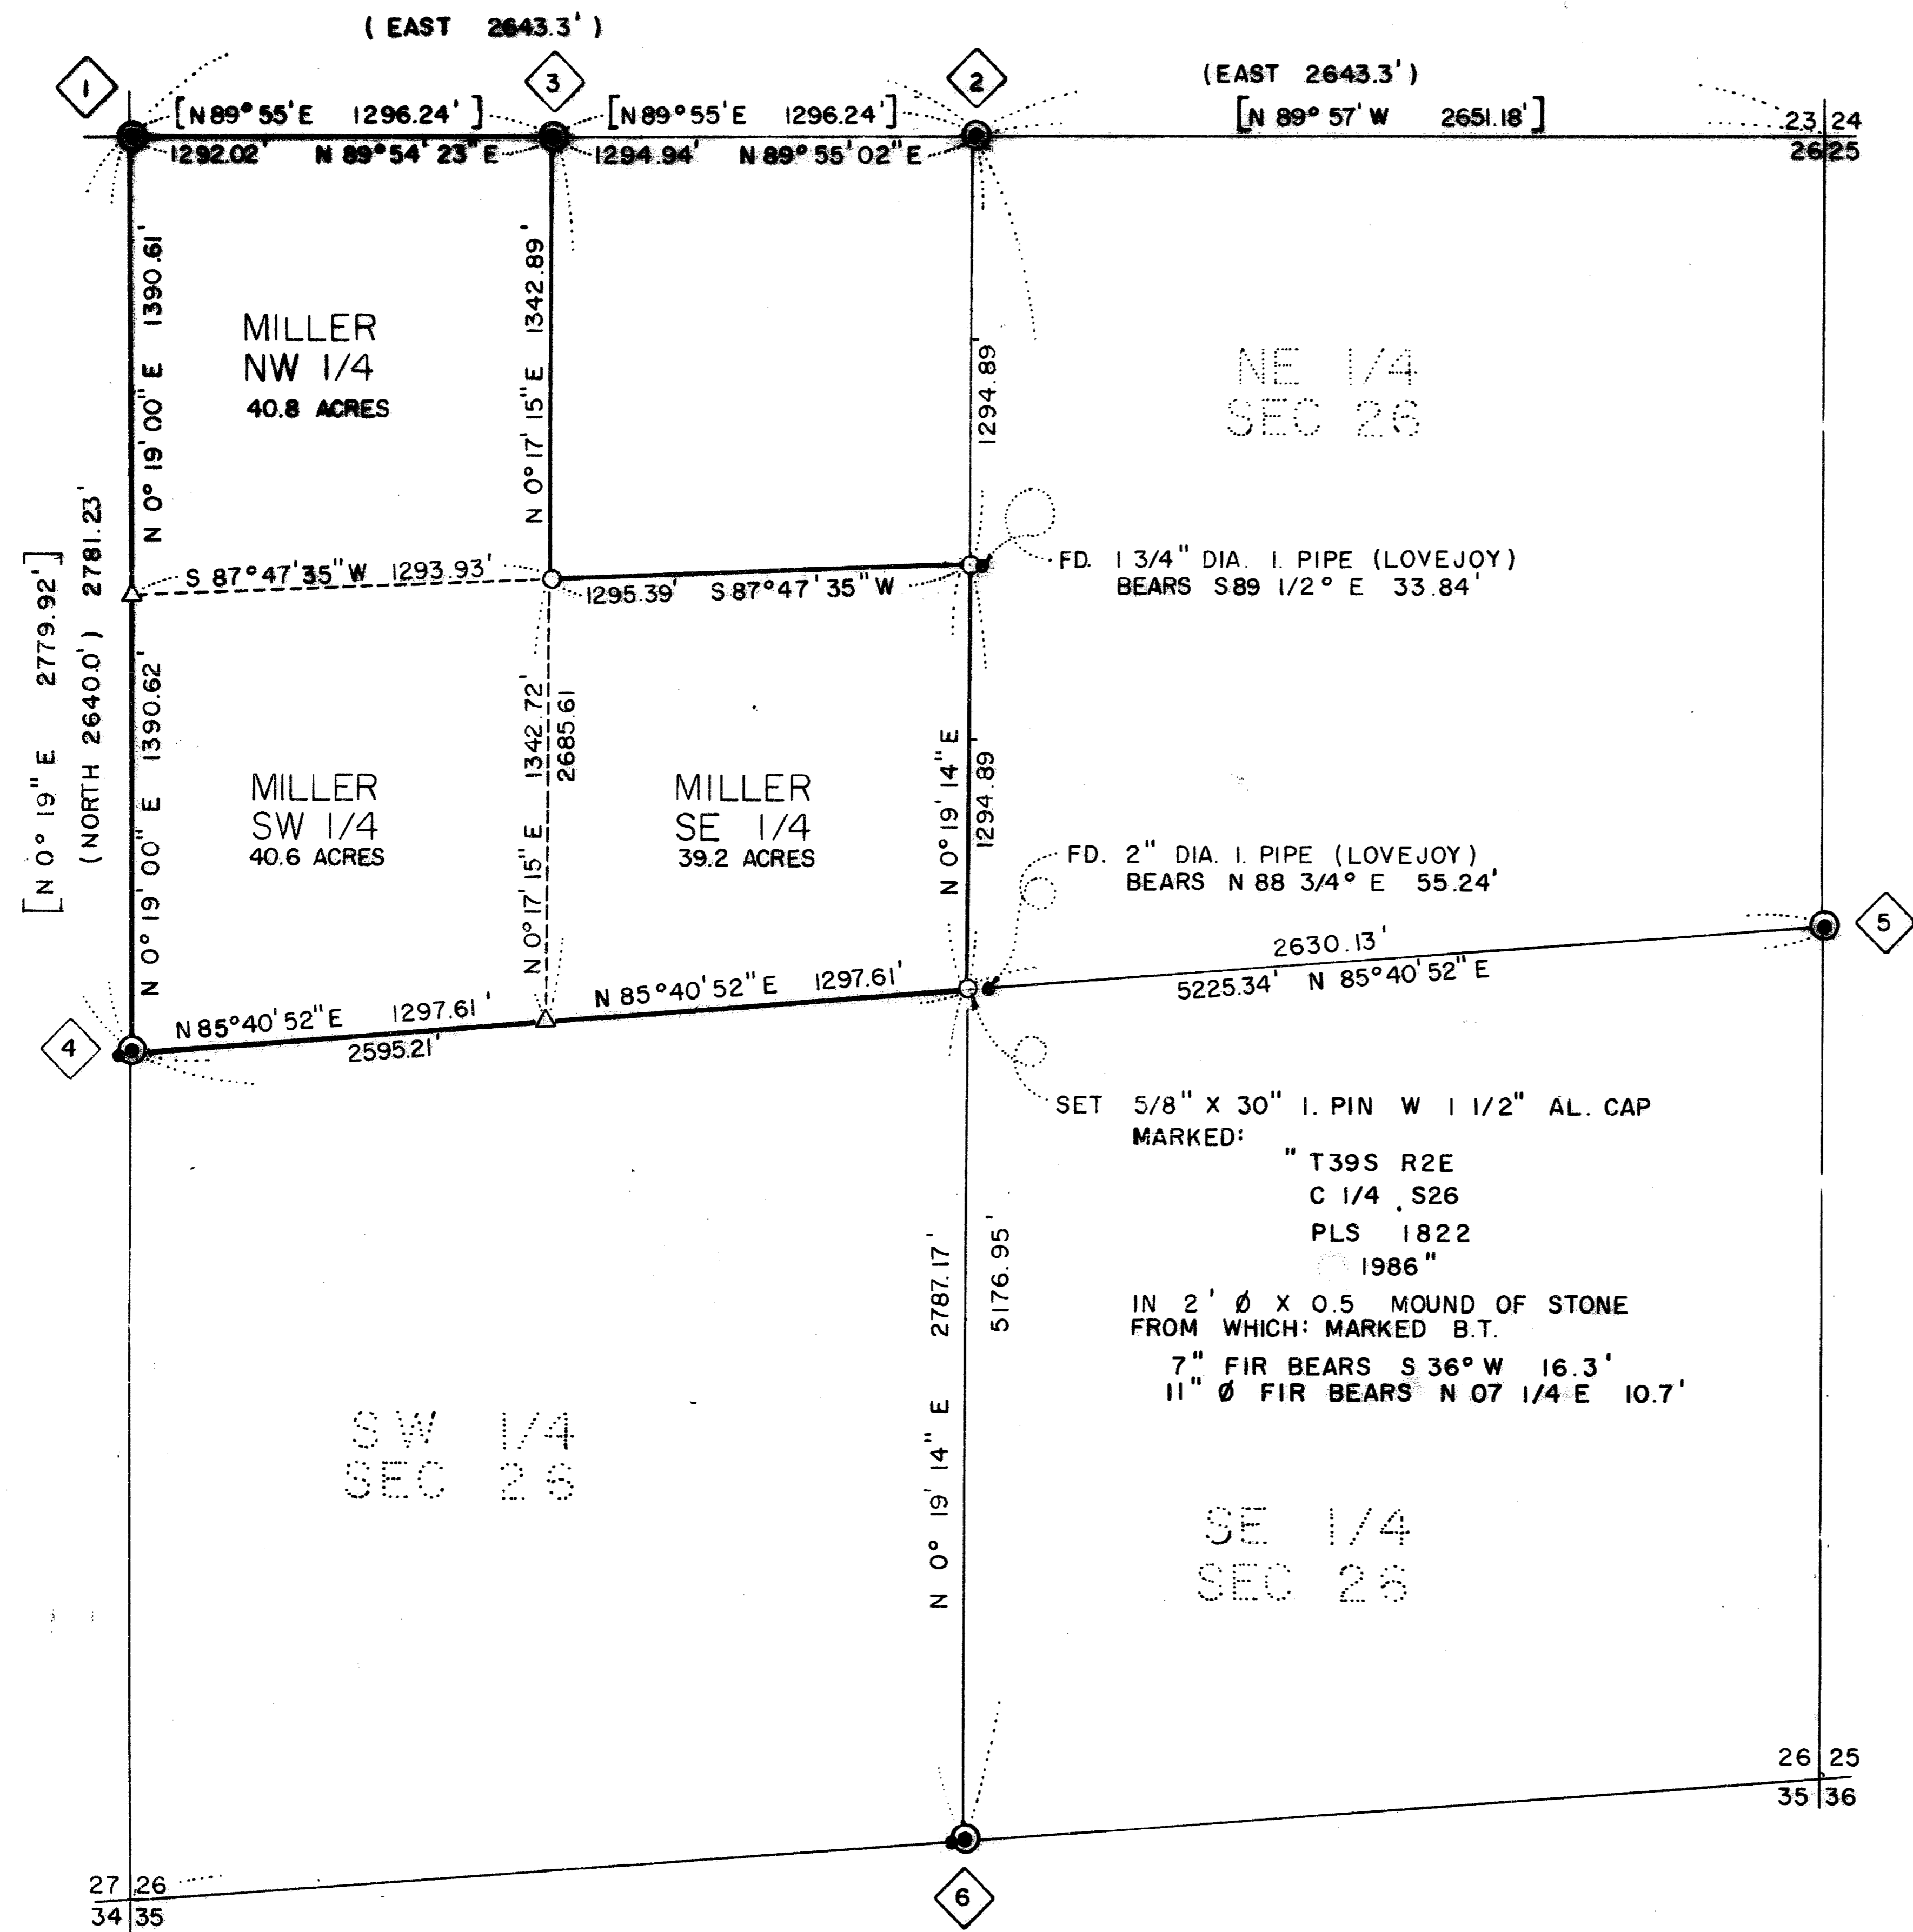 ( EAST 2643.3' )
1
3
2
(EAST 2643.3')
[N89°55'E 1296.24' ]
[N89°55'E 1296.24']
[N 89° 57' W 2651.18']
23 24
26 25
1292.02' N 89°54' 23"E
1294.94' N 89°55' 02"E
N 0° 19' 00" E 1390.61'
N 0° 17' 15" E 1342.89'
1294.89'
MILLER
NW 1/4
40.8 ACRES
NE 1/4
SEC 26
[N 0° 19" E 2779.92']
(NORTH 2640.0') 2781.23'
S 87°47'35"W 1293.93'
1295.39' S87°47' 35"W
FD. 1 3/4" DIA. I. PIPE (LOVEJOY)
BEARS S89 1/2° E 33.84'
N 0° 19' 00" E 1390.62'
N 0° 17' 15" E 1342.72'
2685.61
N 0° 19' 14" E
1294.89
MILLER
SW 1/4
40.6 ACRES
MILLER
SE 1/4
39.2 ACRES
FD. 2" DIA. I. PIPE (LOVEJOY)
BEARS N 88 3/4° E 55.24'
5
2630.13'
5225.34' N 85°40'52"E
N 85°40'52"E 1297.61'
N 85°40'52"E 1297.61'
2595.21'
4
SET 5/8" X 30" I. PIN W 1 1/2" AL. CAP
MARKED:
" T39S R2E
C 1/4 S26
PLS 1822
1986"
IN 2' Ø X 0.5 MOUND OF STONE
FROM WHICH: MARKED B.T.
7" FIR BEARS S 36° W 16.3'
11" Ø FIR BEARS N 07 1/4 E 10.7'
N 0° 19' 14" E 2787.17'
5176.95'
SW 1/4
SEC 26
SE 1/4
SEC 26
26 25
35 36
27 26
34 35
6